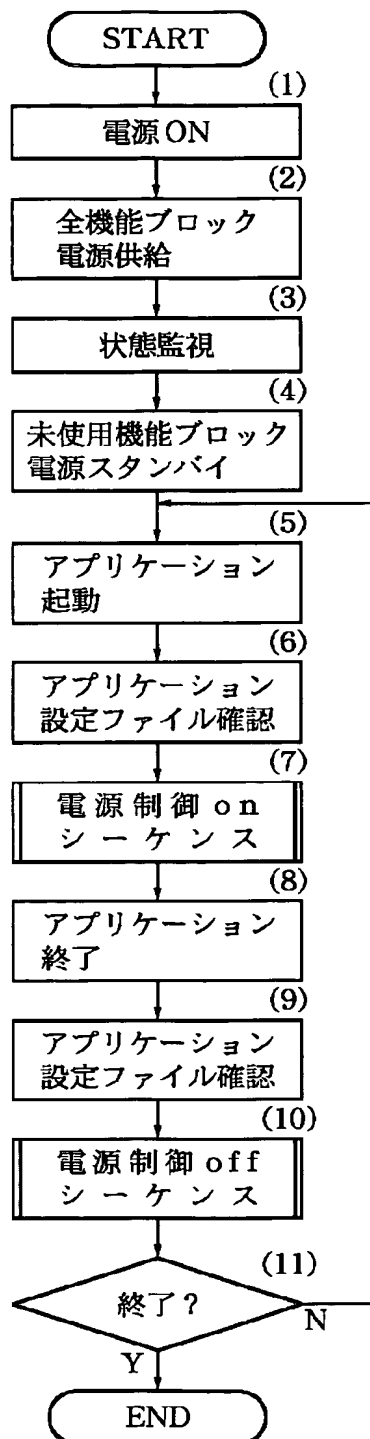 START
(1)
電源ON
(2)
全機能ブロック
電源供給
(3)
状態監視
(4)
未使用機能ブロック
電源スタンバイ
(5)
アプリケーション
起動
(6)
アプリケーション
設定ファイル確認
(7)
電源制御on
シーケンス
(8)
アプリケーション
終了
(9)
アプリケーション
設定ファイル確認
(10)
電源制御off
シーケンス
(11)
終了?
N
Y
END